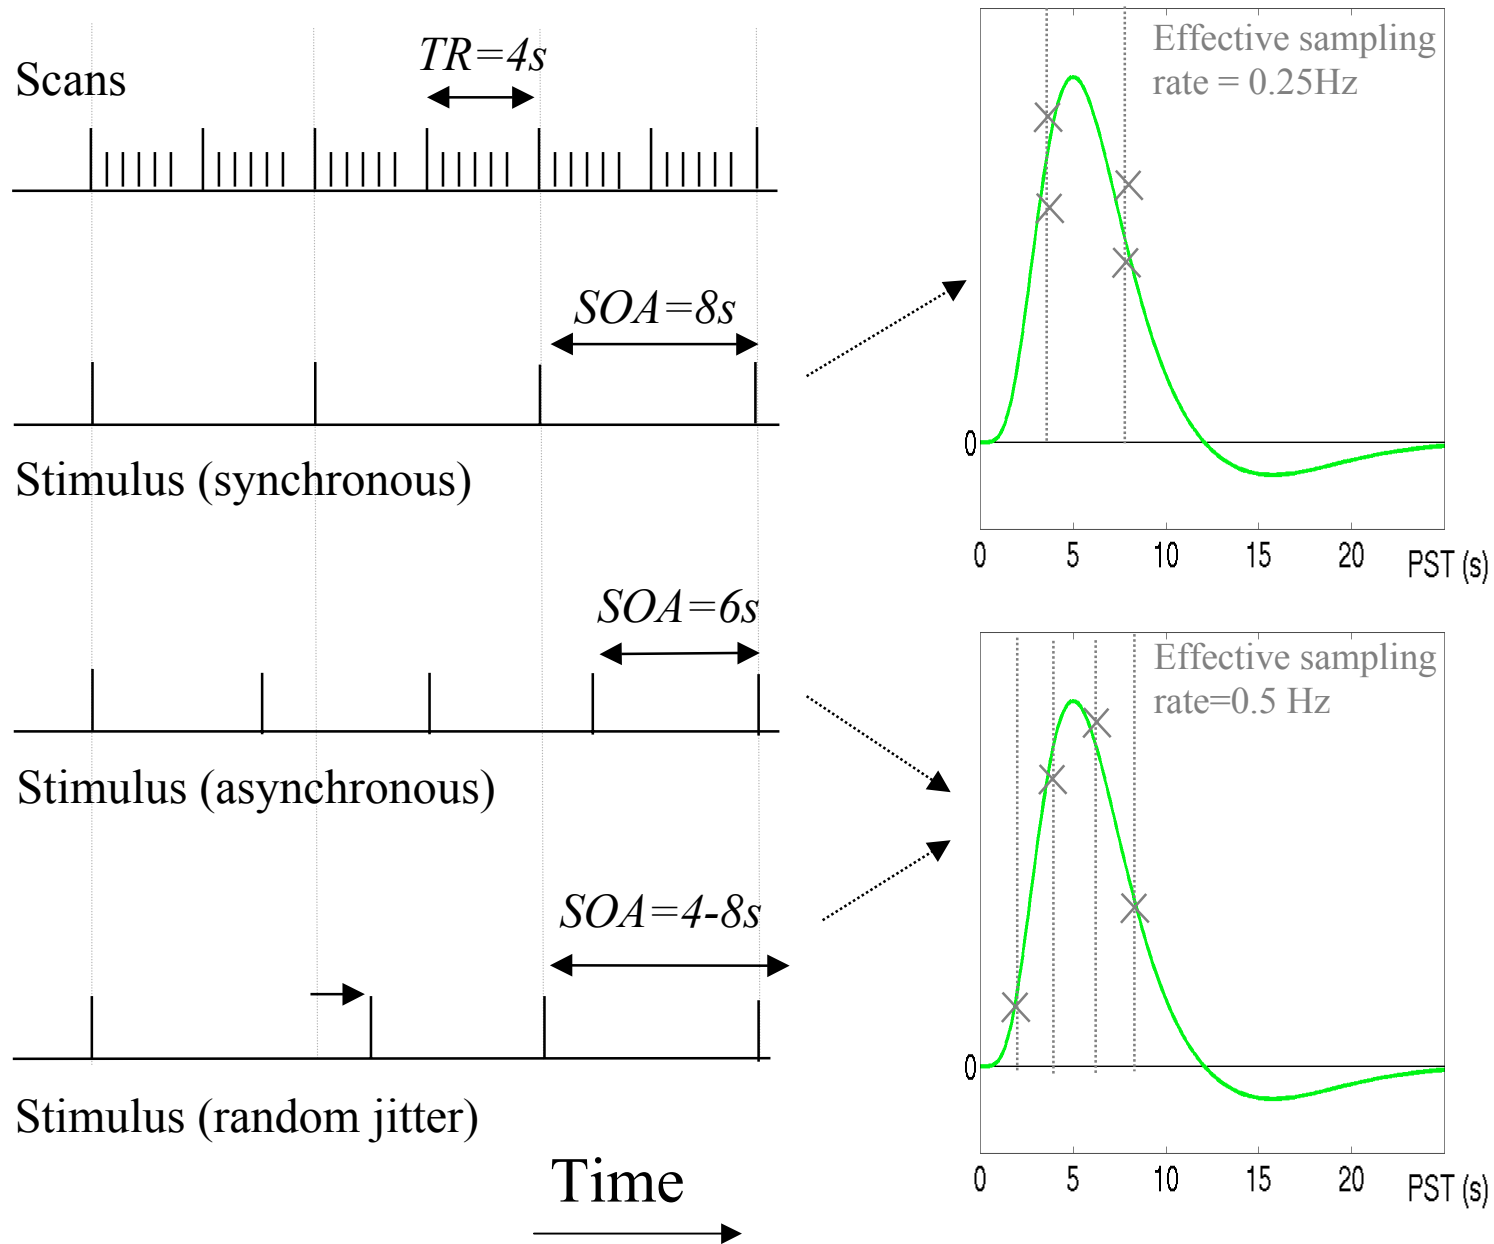 Scans
TR=4s
SOA=8s
Stimulus (synchronous)
SOA=6s
Stimulus (asynchronous)
SOA=4-8s
Stimulus (random jitter)
Time
Effective sampling
rate = 0.25Hz
0
0 5 10 15 20 PST (s)
Effective sampling
rate=0.5 Hz
0
0 5 10 15 20 PST (s)